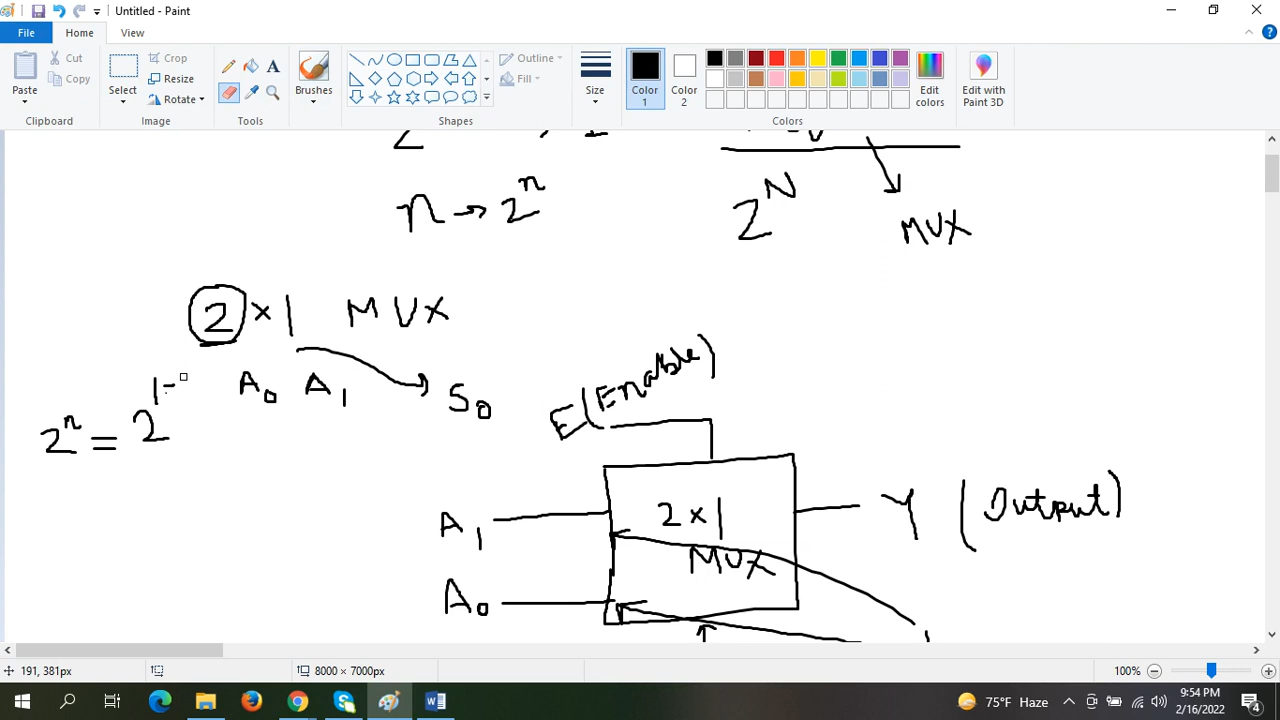 Untitled - Paint
File Home View
Paste
Cut
Copy
Select
Crop
Resize
Rotate
Brushes
Outline
Fill
Size
Color 1
Color 2
Edit colors
Edit with Paint 3D
Clipboard
Image
Tools
Shapes
Colors
n → 2^n
2^N
MUX
2 × 1 MUX
A0 A1
S0
2^n = 2^1-
E(Enable)
A1
2 × 1
MUX
Y (Output)
A0
191, 381px
8000 × 7000px
100%
75°F Haze
9:54 PM
2/16/2022
4